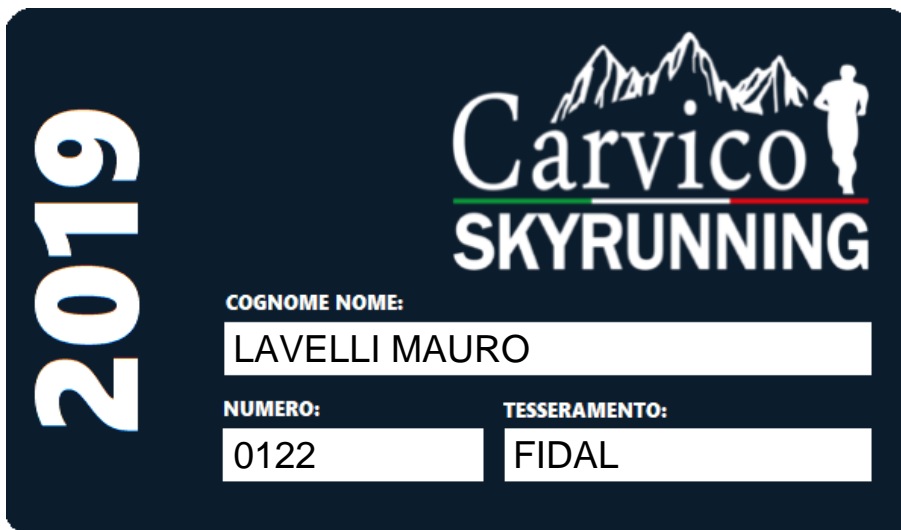 2019
Carvico
SKYRUNNING
COGNOME NOME:
LAVELLI MAURO
NUMERO:
TESSERAMENTO:
0122
FIDAL